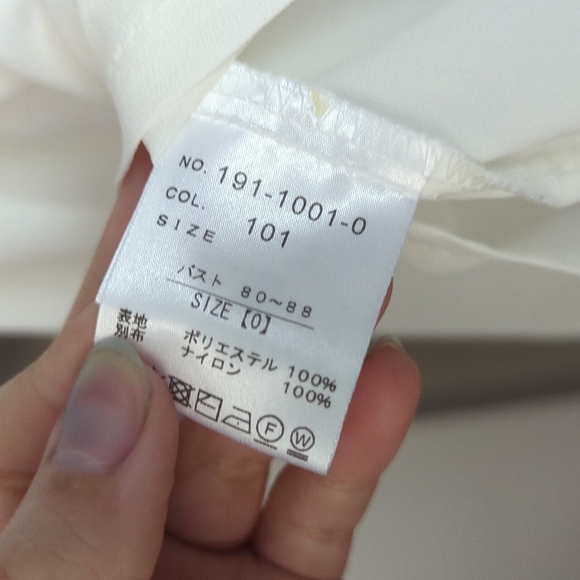 NO. 191-1001-0
COL. 101
SIZE
バスト 80~88
SIZE【0】
表地 ポリエステル 100%
別布 ナイロン 100%
F W